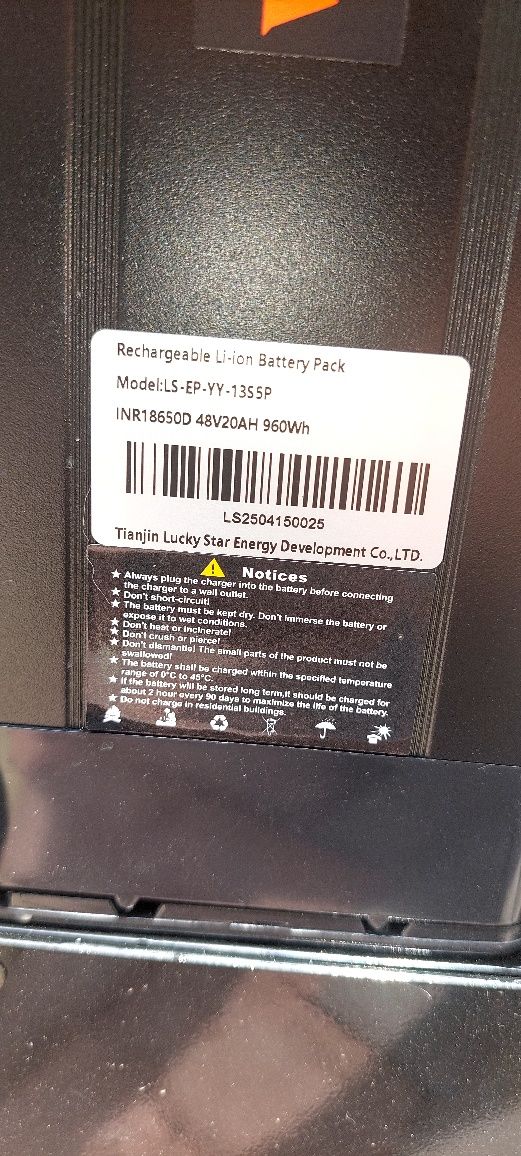 Rechargeable Li-ion Battery Pack
Model:LS-EP-YY-13S5P
INR18650D 48V20AH 960Wh
LS2504150025
Tianjin Lucky Star Energy Development Co.,LTD.
Notices
★ Always plug the charger into the battery before connecting
the charger to a wall outlet.
★ Don't short-circuit!
★ The battery must be kept dry. Don't immerse the battery or
expose it to wet conditions.
★ Don't heat or incinerate!
★ Don't crush or pierce!
★ Don't dismantle! The small parts of the product must not be
swallowed!
★ The battery shall be charged within the specified temperature
range of 0°C to 45°C.
★ If the battery will be stored long term,it should be charged for
about 2 hour every 90 days to maximize the life of the battery.
★ Do not charge in residential buildings.